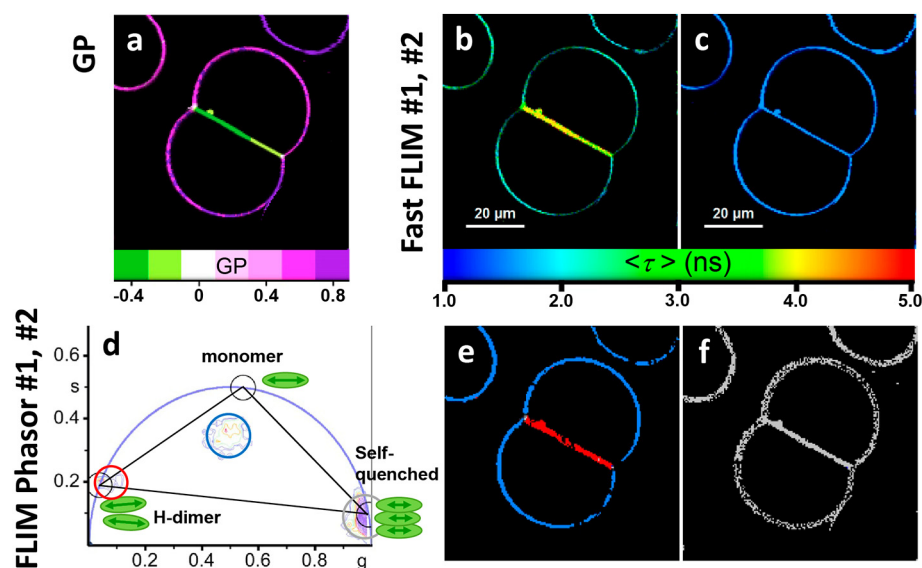 GP
a
GP
-0.4 0 0.4 0.8
Fast FLIM #1, #2
b
20 µm
c
20 µm
<τ> (ns)
1.0 2.0 3.0 4.0 5.0
FLIM Phasor #1, #2
d
0.6
s
0.4
0.2
monomer
Self-
quenched
H-dimer
0.2 0.4 0.6 0.8 g
e
f